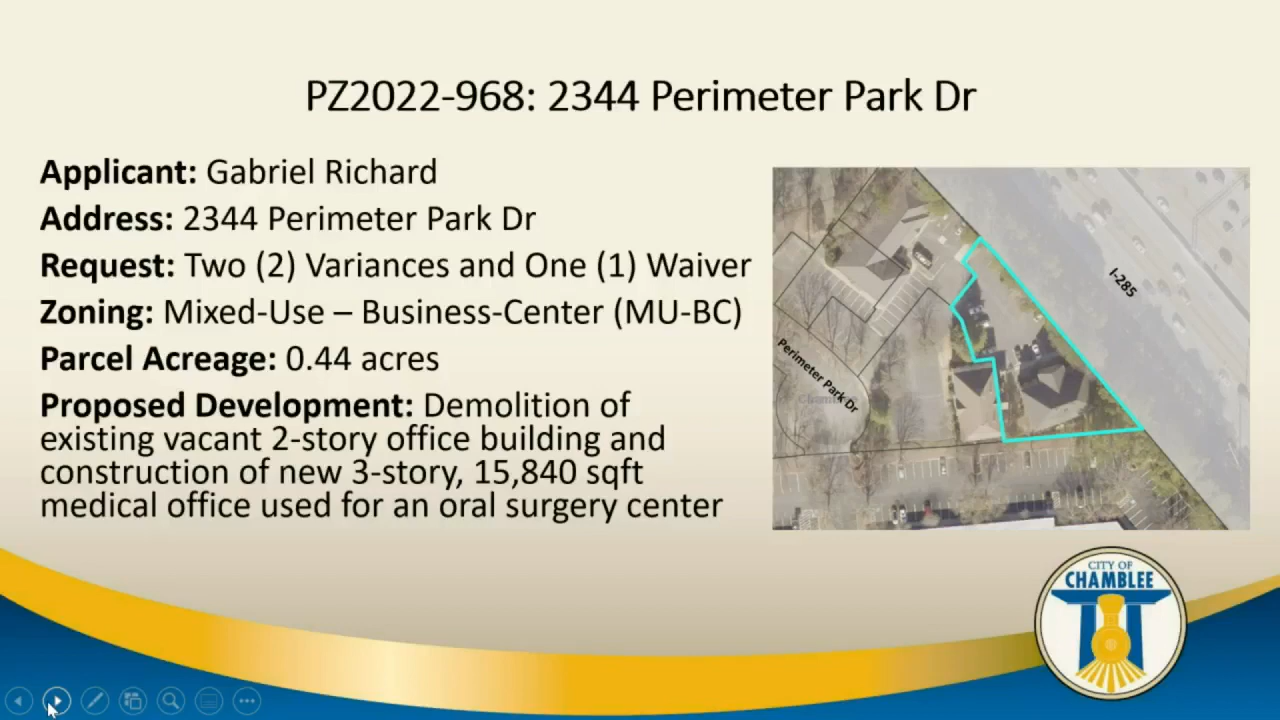 PZ2022-968: 2344 Perimeter Park Dr
Applicant: Gabriel Richard
Address: 2344 Perimeter Park Dr
Request: Two (2) Variances and One (1) Waiver
Zoning: Mixed-Use – Business-Center (MU-BC)
Parcel Acreage: 0.44 acres
Proposed Development: Demolition of
existing vacant 2-story office building and
construction of new 3-story, 15,840 sqft
medical office used for an oral surgery center
I-285
Perimeter Park Dr
Chamblee
CITY OF
CHAMBLEE